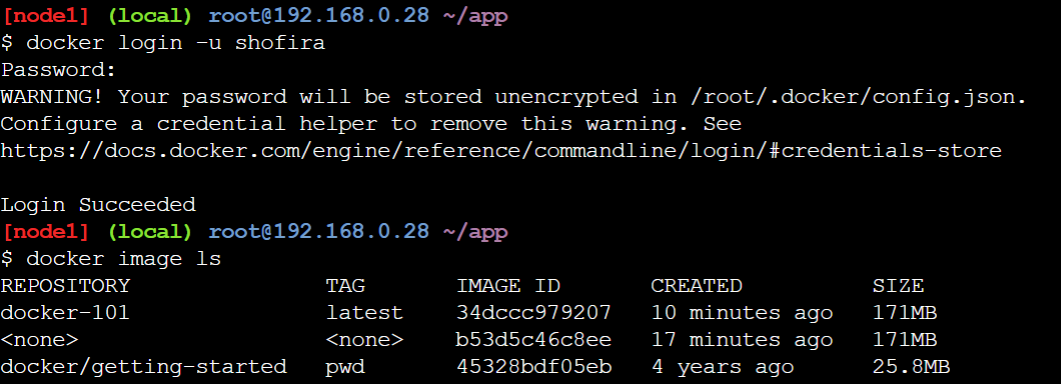 [node1] (local) root@192.168.0.28 ~/app
$ docker login -u shofira
Password:
WARNING! Your password will be stored unencrypted in /root/.docker/config.json.
Configure a credential helper to remove this warning. See
https://docs.docker.com/engine/reference/commandline/login/#credentials-store

Login Succeeded
[node1] (local) root@192.168.0.28 ~/app
$ docker image ls
REPOSITORY TAG IMAGE ID CREATED SIZE
docker-101 latest 34dccc979207 10 minutes ago 171MB
<none> <none> b53d5c46c8ee 17 minutes ago 171MB
docker/getting-started pwd 45328bdf05eb 4 years ago 25.8MB